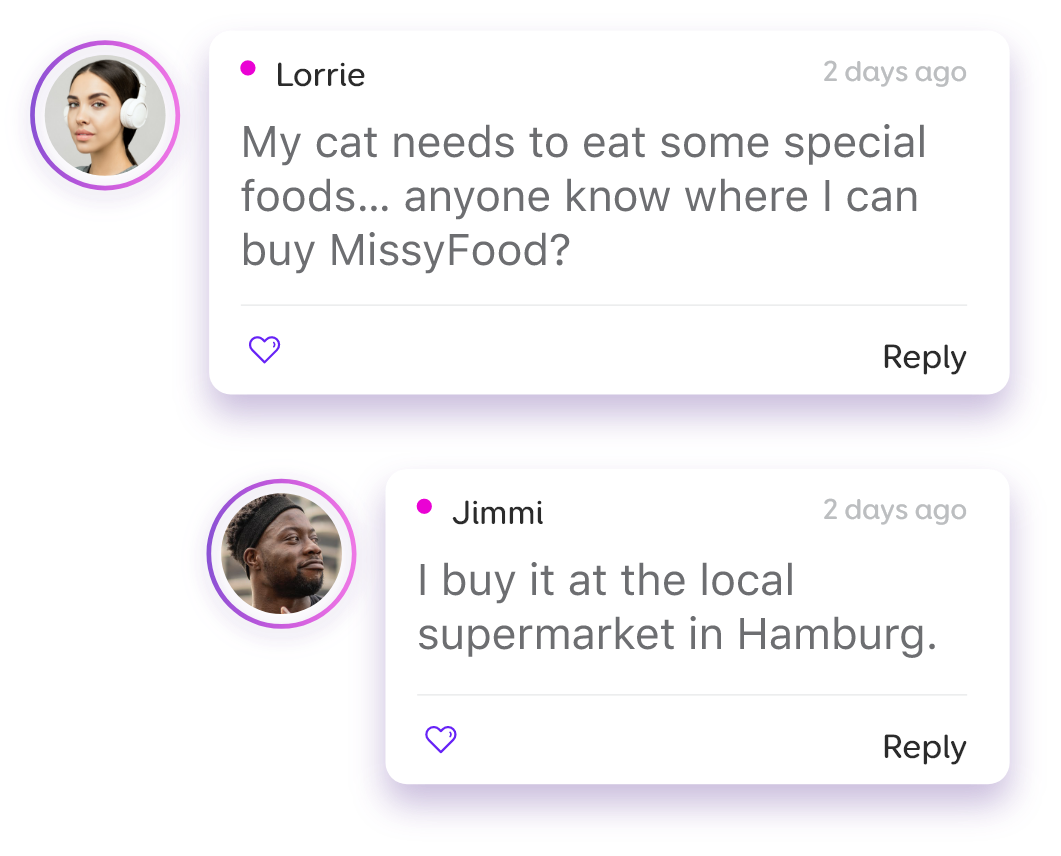 Lorrie
2 days ago
My cat needs to eat some special
foods... anyone know where I can
buy MissyFood?
Reply
Jimmi
2 days ago
I buy it at the local
supermarket in Hamburg.
Reply